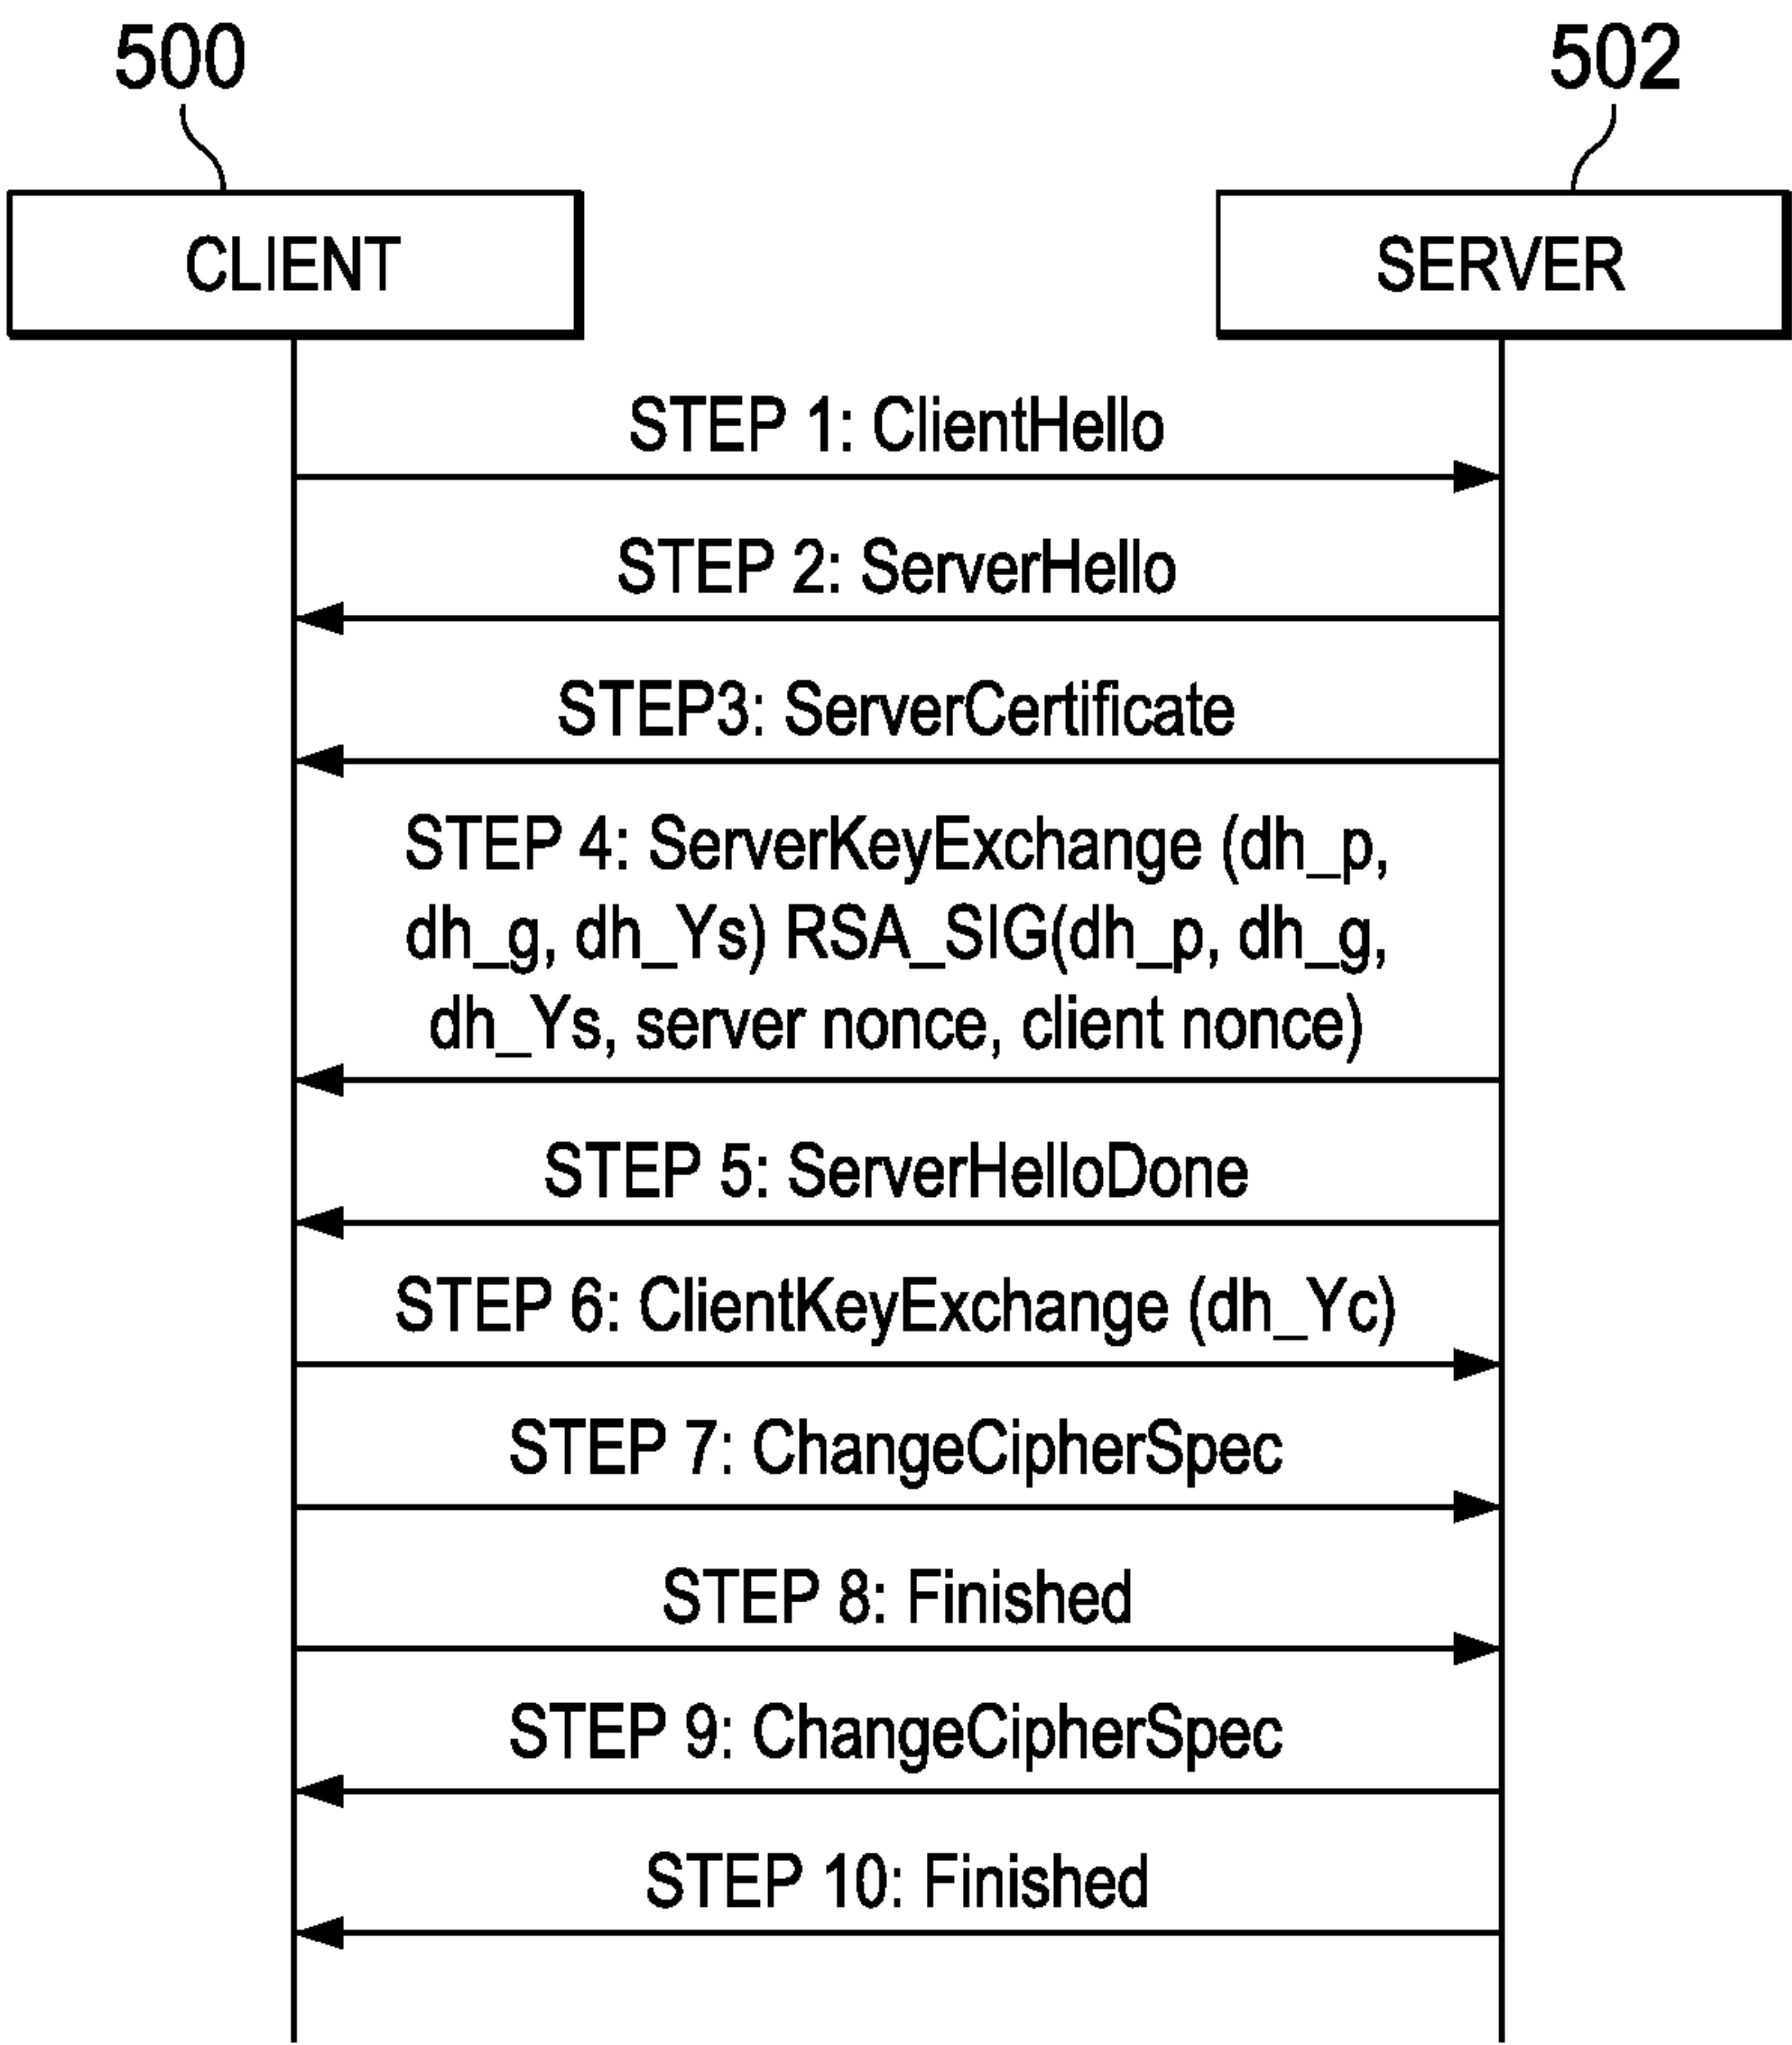 500
502
CLIENT
SERVER
STEP 1: ClientHello
STEP 2: ServerHello
STEP3: ServerCertificate
STEP 4: ServerKeyExchange (dh_p,
dh_g, dh_Ys) RSA_SIG(dh_p, dh_g,
dh_Ys, server nonce, client nonce)
STEP 5: ServerHelloDone
STEP 6: ClientKeyExchange (dh_Yc)
STEP 7: ChangeCipherSpec
STEP 8: Finished
STEP 9: ChangeCipherSpec
STEP 10: Finished